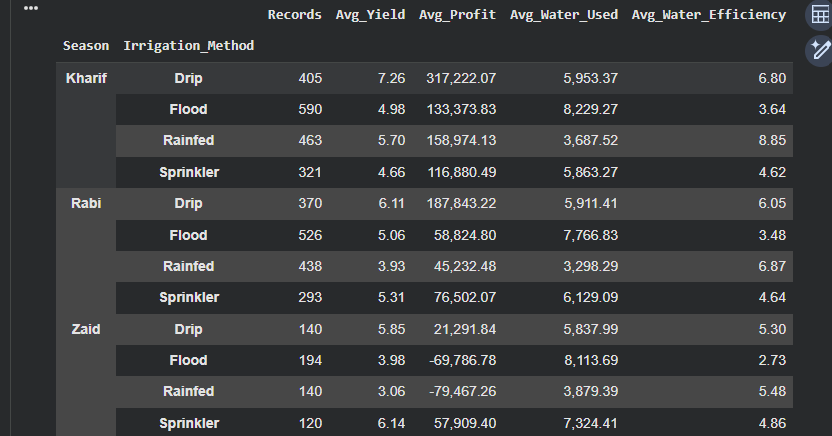 Records Avg_Yield Avg_Profit Avg_Water_Used Avg_Water_Efficiency
Season Irrigation_Method
Kharif Drip 405 7.26 317,222.07 5,953.37 6.80
Flood 590 4.98 133,373.83 8,229.27 3.64
Rainfed 463 5.70 158,974.13 3,687.52 8.85
Sprinkler 321 4.66 116,880.49 5,863.27 4.62
Rabi Drip 370 6.11 187,843.22 5,911.41 6.05
Flood 526 5.06 58,824.80 7,766.83 3.48
Rainfed 438 3.93 45,232.48 3,298.29 6.87
Sprinkler 293 5.31 76,502.07 6,129.09 4.64
Zaid Drip 140 5.85 21,291.84 5,837.99 5.30
Flood 194 3.98 -69,786.78 8,113.69 2.73
Rainfed 140 3.06 -79,467.26 3,879.39 5.48
Sprinkler 120 6.14 57,909.40 7,324.41 4.86